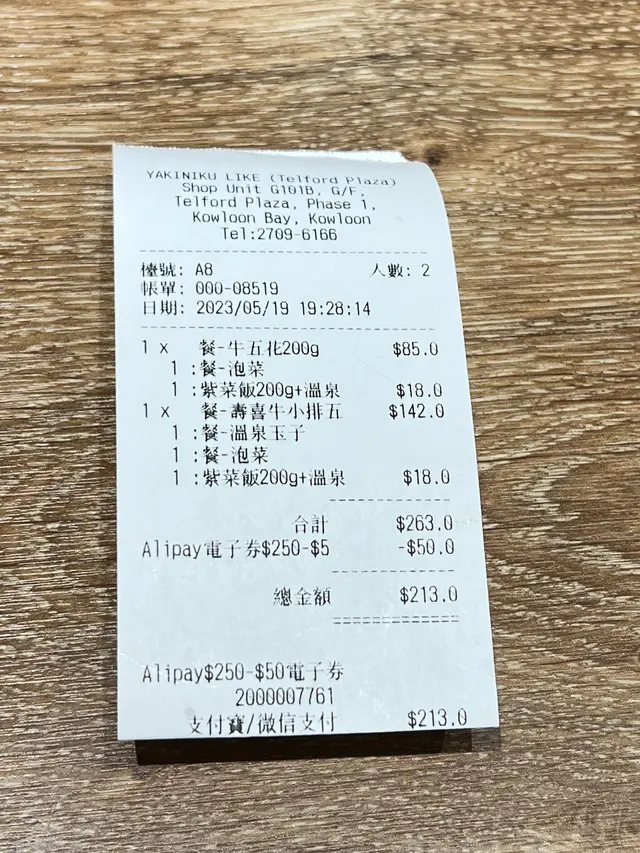 YAKINIKU LIKE (Telford Plaza)
Shop Unit G101B, G/F,
Telford Plaza, Phase 1,
Kowloon Bay, Kowloon
Tel:2709-6166
檯號: A8 人數: 2
帳單: 000-08519
日期: 2023/05/19 19:28:14
1 x 餐-牛五花200g $85.0
1 :餐-泡菜
1 :紫菜飯200g+溫泉 $18.0
1 x 餐-壽喜牛小排五 $142.0
1 :餐-溫泉玉子
1 :餐-泡菜
1 :紫菜飯200g+溫泉 $18.0
合計 $263.0
Alipay電子券$250-$5 -$50.0
總金額 $213.0
Alipay$250-$50電子券
2000007761
支付寶/微信支付 $213.0